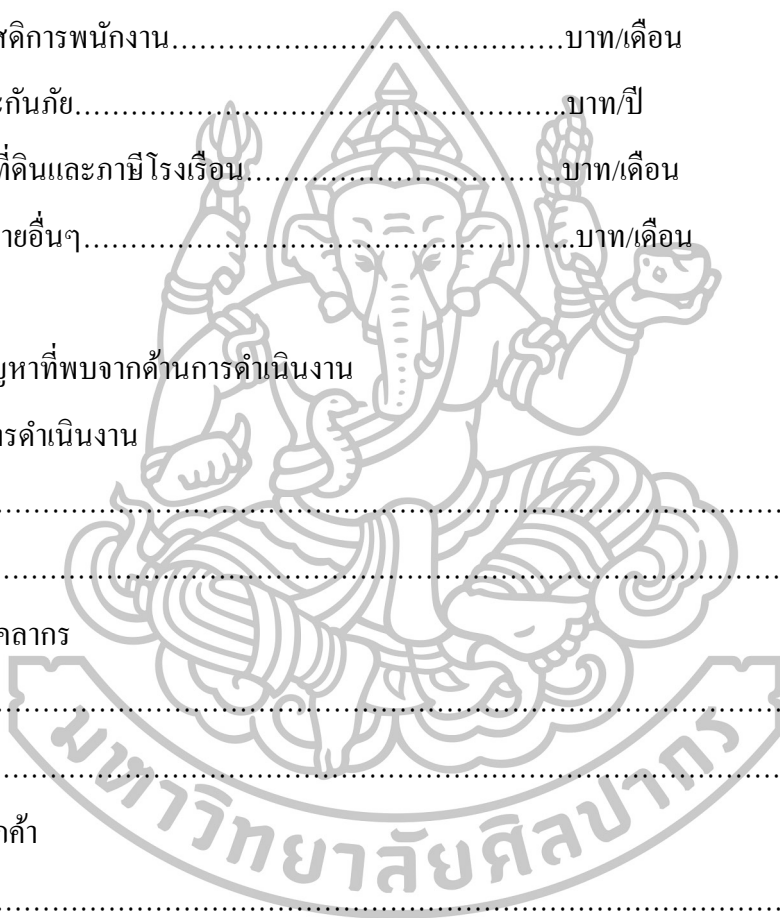 สดิการพนักงาน……………………………………บาท/เดือน
ะกันภัย……………………………………………..บาท/ปี
ที่ดินและภาษีโรงเรือน……………………………..บาท/เดือน
ายอื่นๆ……………………………………………..บาท/เดือน
ญหาที่พบจากด้านการดำเนินงาน
ารดำเนินงาน
……………………………………………………………………………
……………………………………………………………………………
คลากร
……………………………………………………………………………
……………………………………………………………………………
กค้า
……………………………………………………………………………
มหาวิทยาลัยศิลปากร